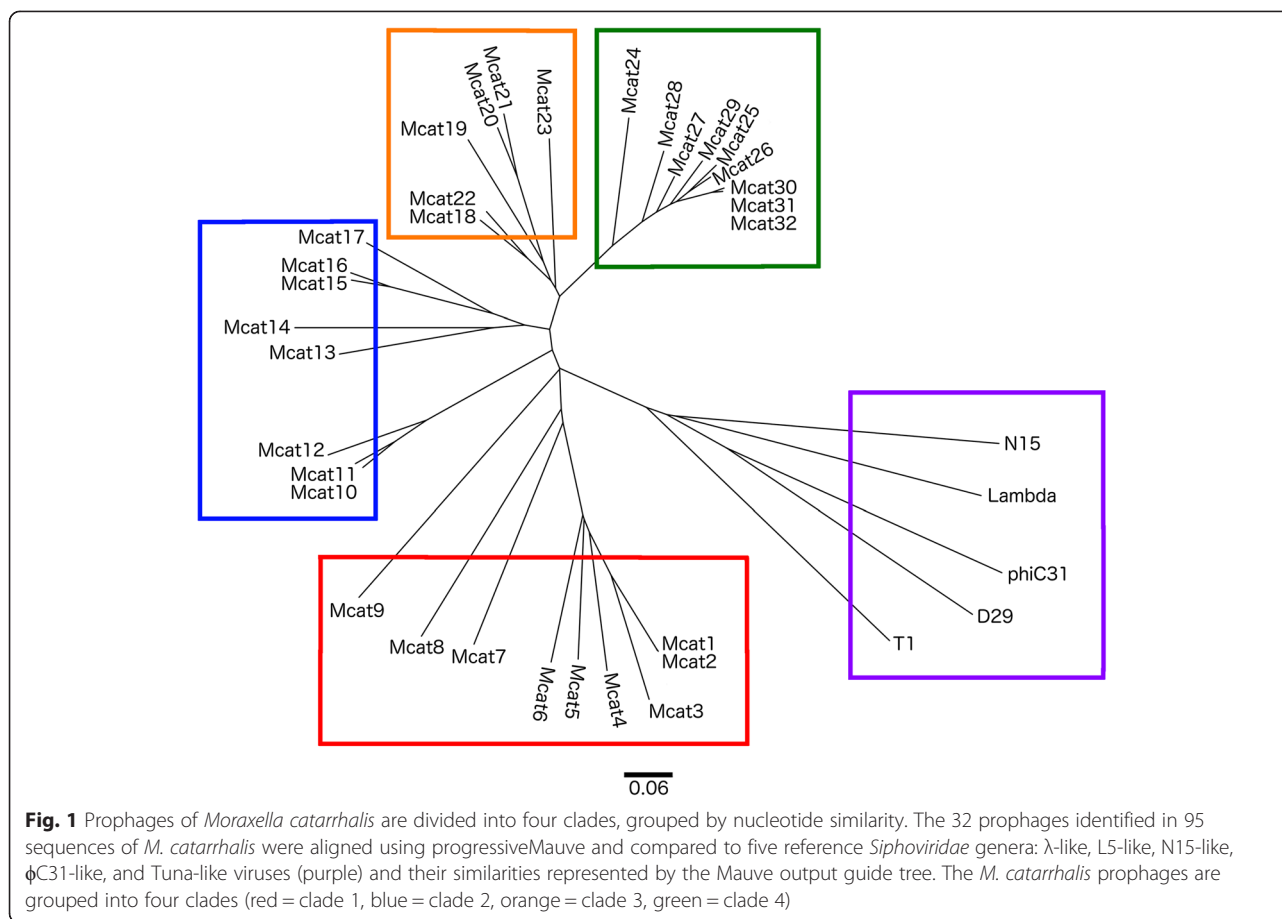 Mcat24
Mcat21
Mcat20
Mcat23
Mcat28
Mcat29
Mcat25
Mcat27
Mcat19
Mcat26
Mcat30
Mcat31
Mcat32
Mcat22
Mcat18
Mcat17
Mcat16
Mcat15
Mcat14
Mcat13
Mcat12
Mcat11
Mcat10
N15
Lambda
phiC31
D29
T1
Mcat9
Mcat8
Mcat7
Mcat6
Mcat5
Mcat4
Mcat1
Mcat2
Mcat3
0.06
Fig. 1 Prophages of Moraxella catarrhalis are divided into four clades, grouped by nucleotide similarity. The 32 prophages identified in 95
sequences of M. catarrhalis were aligned using progressiveMauve and compared to five reference Siphoviridae genera: λ-like, L5-like, N15-like,
ϕC31-like, and Tuna-like viruses (purple) and their similarities represented by the Mauve output guide tree. The M. catarrhalis prophages are
grouped into four clades (red = clade 1, blue = clade 2, orange = clade 3, green = clade 4)